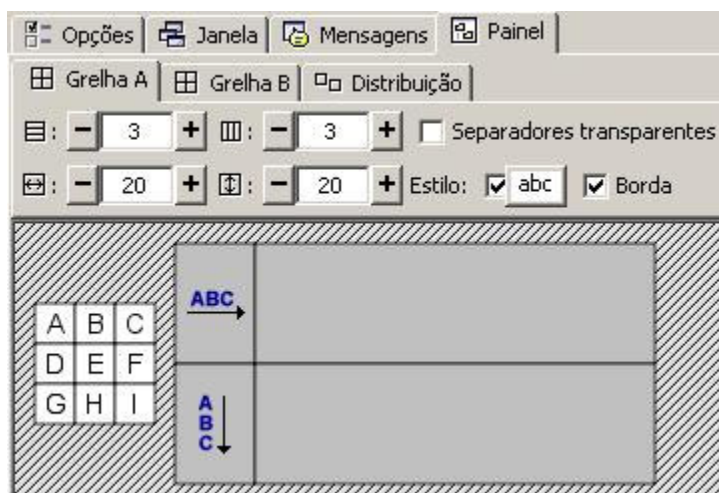 Opções Janela Mensagens Painel
Grelha A Grelha B Distribuição
: − 3 + : − 3 + Separadores transparentes
: − 20 + : − 20 + Estilo: abc Borda
ABC
A B C
D E F
G H I
A
B
C